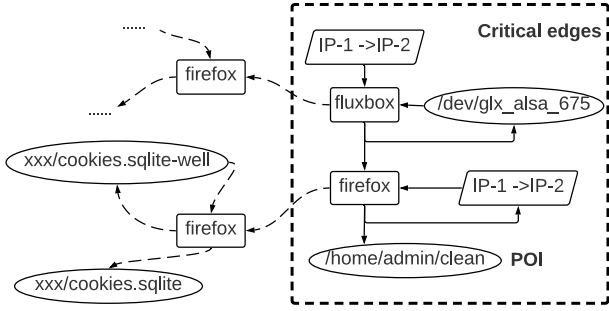 ......
Critical edges
IP-1 ->IP-2
firefox
fluxbox
/dev/glx_alsa_675
......
xxx/cookies.sqlite-well
firefox
IP-1 ->IP-2
firefox
/home/admin/clean
POI
xxx/cookies.sqlite